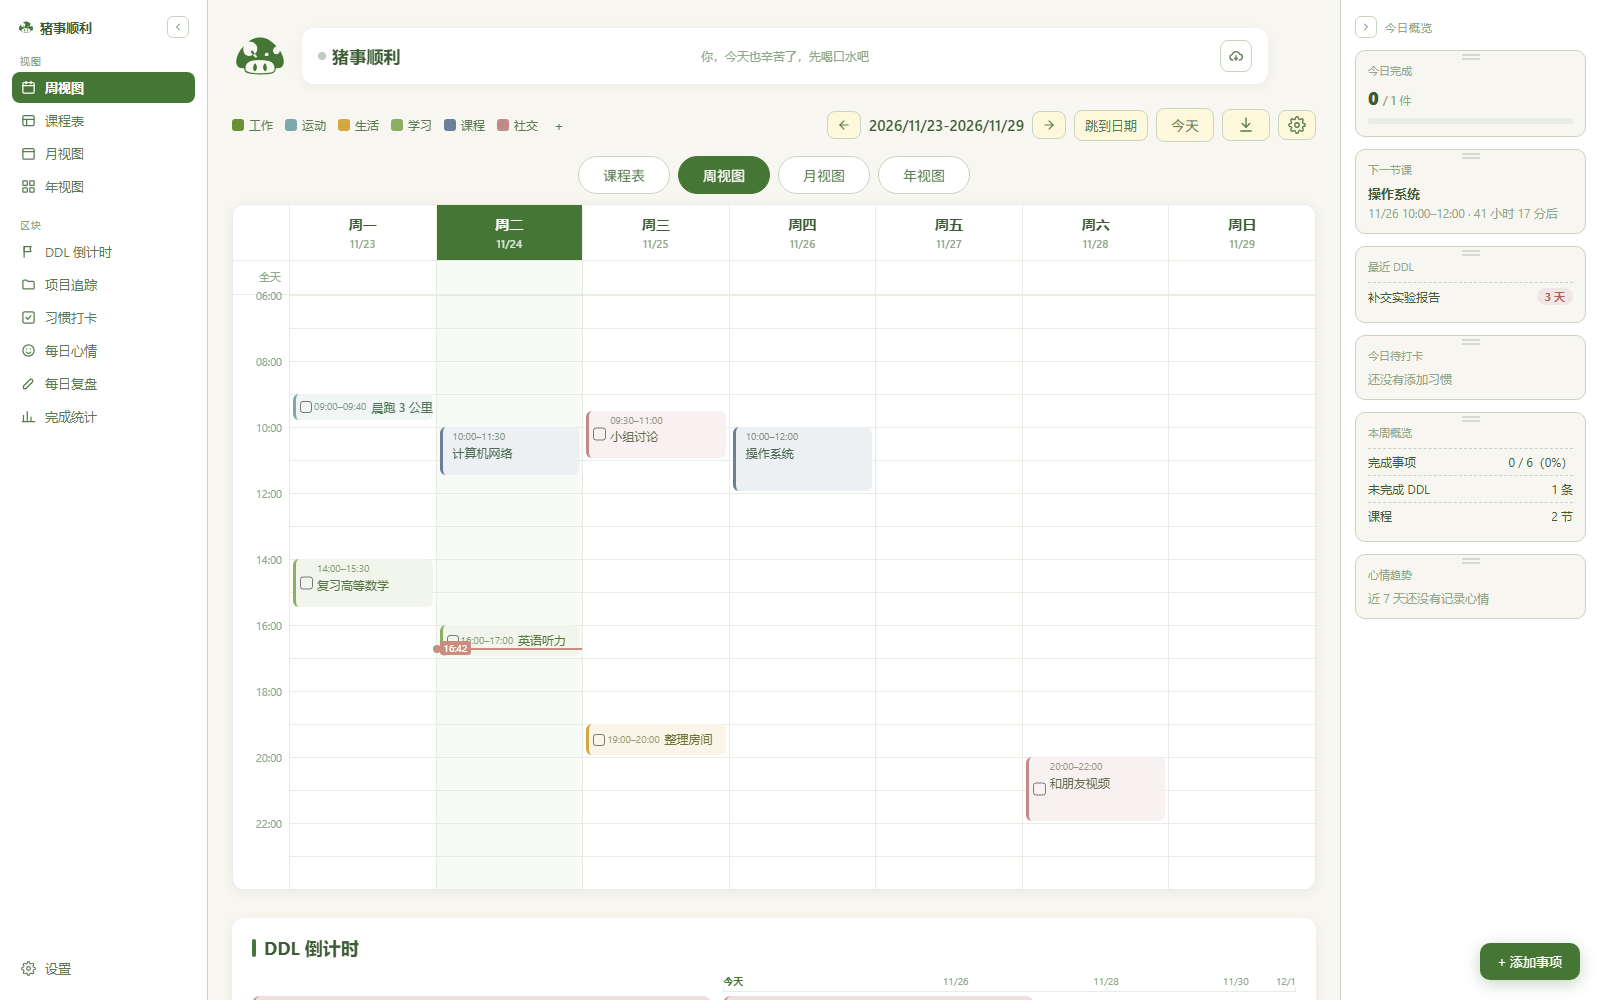 猪事顺利
视图
周视图
课程表
月视图
年视图
区块
DDL 倒计时
项目追踪
习惯打卡
每日心情
每日复盘
完成统计
设置
猪事顺利
你，今天也辛苦了，先喝口水吧
工作 运动 生活 学习 课程 社交 +
2026/11/23-2026/11/29 跳到日期 今天
课程表 周视图 月视图 年视图
周一 周二 周三 周四 周五 周六 周日
11/23 11/24 11/25 11/26 11/27 11/28 11/29
全天
06:00
08:00
09:00–09:40 晨跑 3 公里
09:30–11:00
小组讨论
10:00
10:00–11:30
计算机网络
10:00–12:00
操作系统
12:00
14:00
14:00–15:30
复习高等数学
16:00
16:00–17:00 英语听力
16:42
18:00
19:00–20:00 整理房间
20:00
20:00–22:00
和朋友视频
22:00
DDL 倒计时
今天 11/26 11/28 11/30 12/1
今日概览
今日完成
0 / 1 件
下一节课
操作系统
11/26 10:00–12:00 · 41 小时 17 分后
最近 DDL
补交实验报告 3 天
今日待打卡
还没有添加习惯
本周概览
完成事项 0 / 6（0%）
未完成 DDL 1 条
课程 2 节
心情趋势
近 7 天还没有记录心情
+ 添加事项